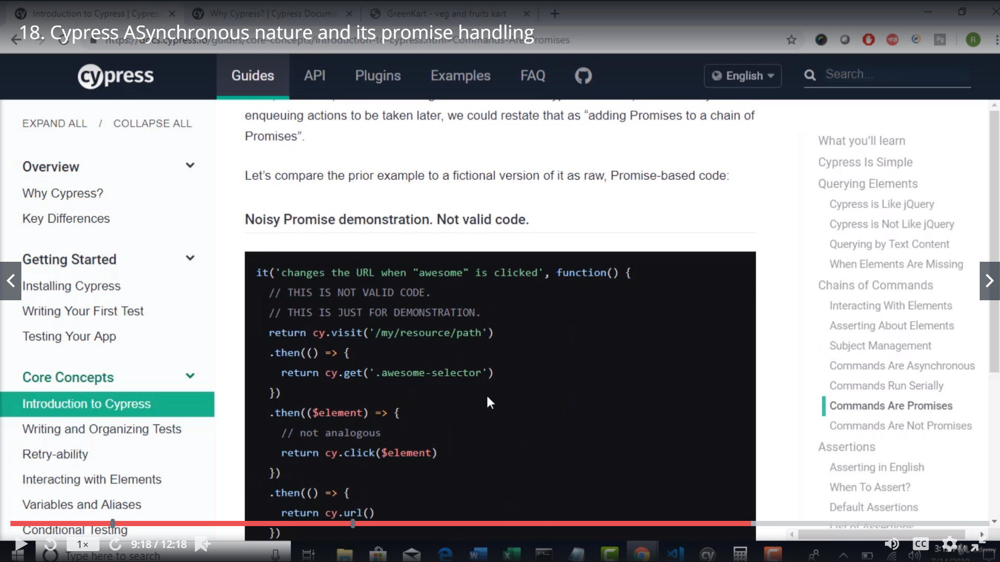 Introduction to Cypress | Cypress
Why Cypress? | Cypress Docume
GreenKart - veg and fruits kart
18. Cypress ASynchronous nature and its promise handling
https://docs.cypress.io/guides/core-concepts/introduction-to-cypress.html#Commands-Are-Promises
cypress
Guides
API
Plugins
Examples
FAQ
English
Search...
EXPAND ALL / COLLAPSE ALL
Overview
Why Cypress?
Key Differences
Getting Started
Installing Cypress
Writing Your First Test
Testing Your App
Core Concepts
Introduction to Cypress
Writing and Organizing Tests
Retry-ability
Interacting with Elements
Variables and Aliases
Conditional Testing
enqueuing actions to be taken later, we could restate that as “adding Promises to a chain of
Promises”.
Let’s compare the prior example to a fictional version of it as raw, Promise-based code:
Noisy Promise demonstration. Not valid code.
it('changes the URL when "awesome" is clicked', function() {
// THIS IS NOT VALID CODE.
// THIS IS JUST FOR DEMONSTRATION.
return cy.visit('/my/resource/path')
.then(() => {
return cy.get('.awesome-selector')
})
.then(($element) => {
// not analogous
return cy.click($element)
})
.then(() => {
return cy.url()
})
What you’ll learn
Cypress Is Simple
Querying Elements
Cypress is Like jQuery
Cypress is Not Like jQuery
Querying by Text Content
When Elements Are Missing
Chains of Commands
Interacting With Elements
Asserting About Elements
Subject Management
Commands Are Asynchronous
Commands Run Serially
Commands Are Promises
Commands Are Not Promises
Assertions
Asserting in English
When To Assert?
Default Assertions
List of Assertions
1×
9:18 / 12:18
CC
Type here to search